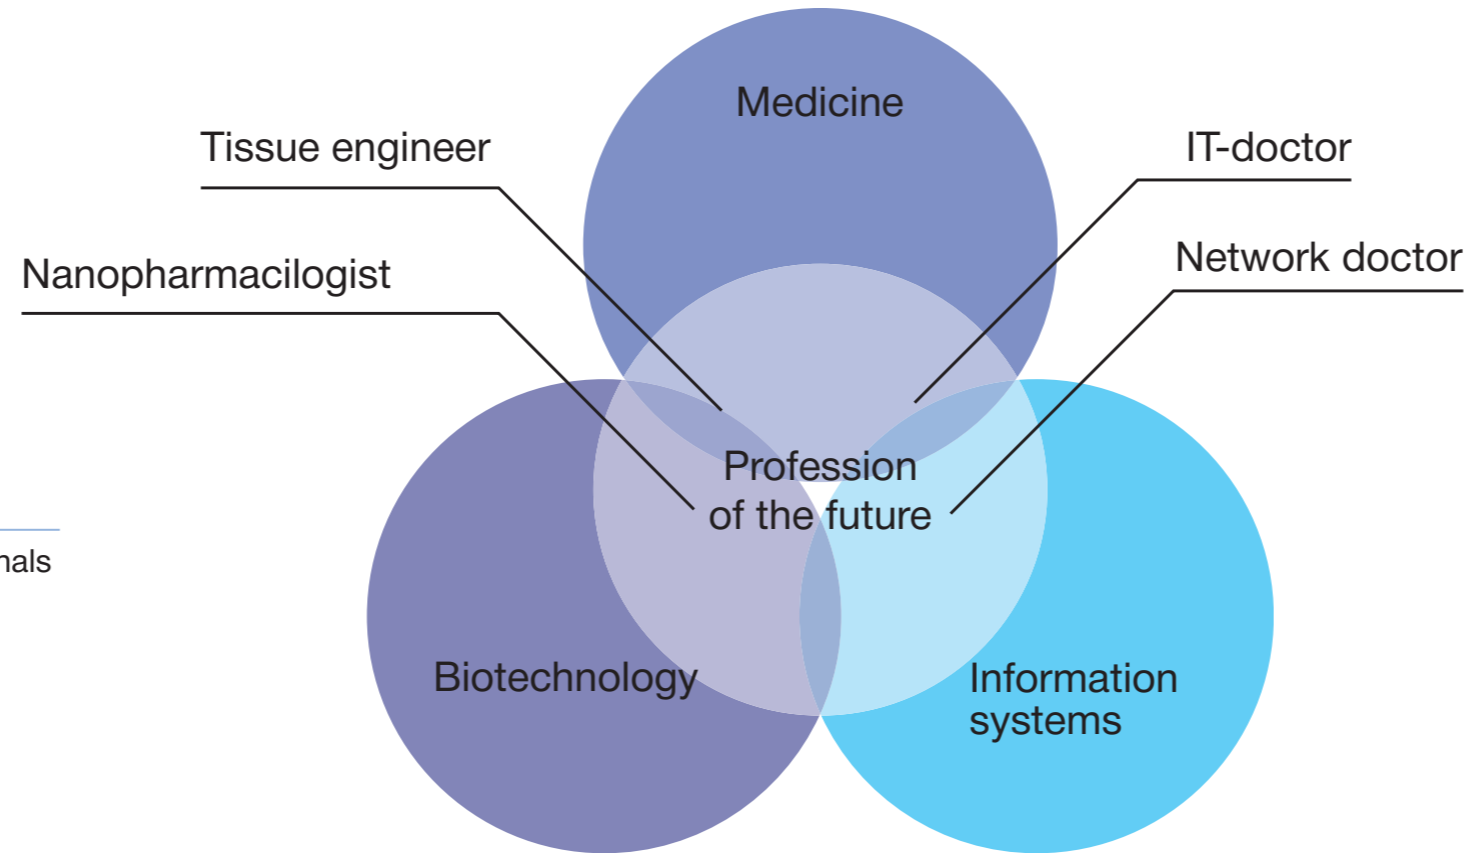 Medicine
Tissue engineer
IT-doctor
Network doctor
Nanopharmacilogist
Profession
of the future
nals
Biotechnology
Information
systems